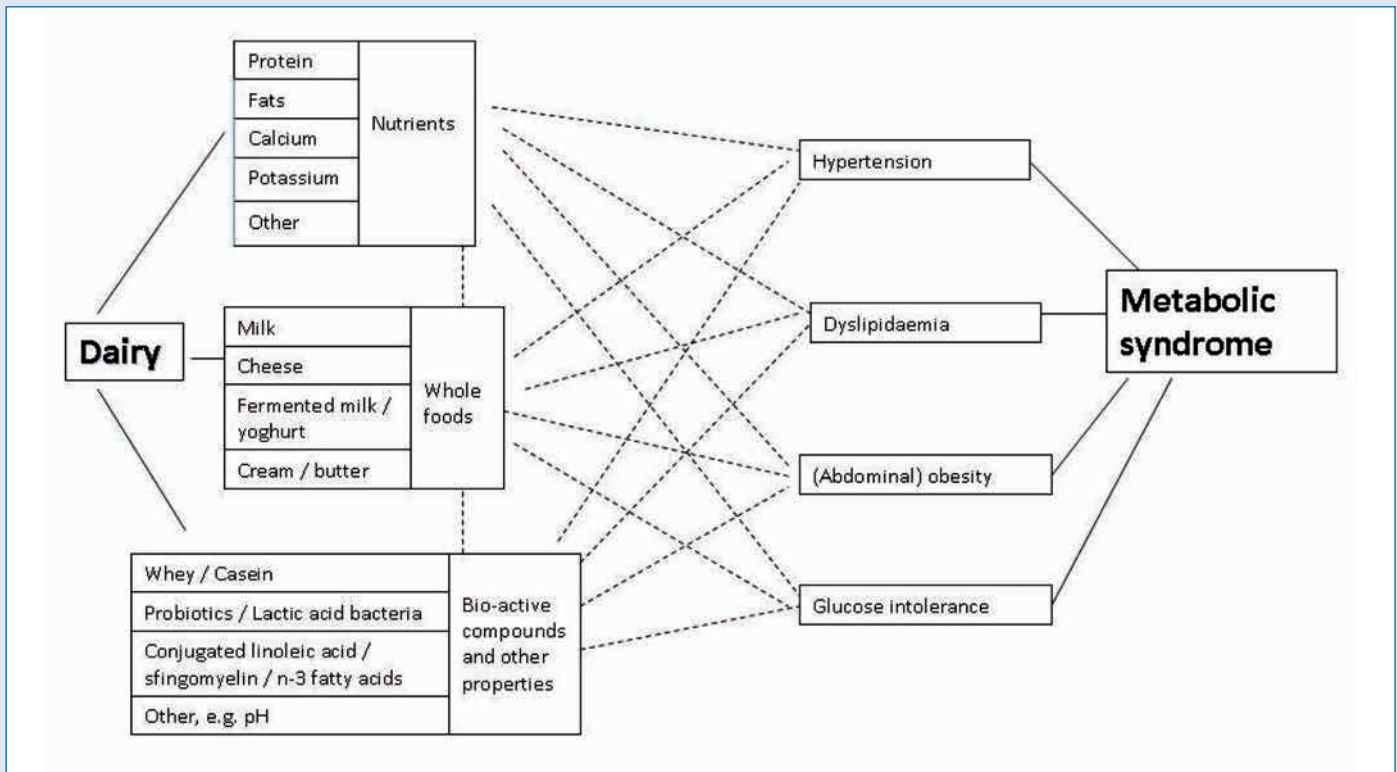 Protein
Fats
Calcium
Potassium
Other
Nutrients
Dairy
Milk
Cheese
Fermented milk /
yoghurt
Cream / butter
Whole
foods
Whey / Casein
Probiotics / Lactic acid bacteria
Conjugated linoleic acid /
sfingomyelin / n-3 fatty acids
Other, e.g. pH
Bio-active
compounds
and other
properties
Hypertension
Dyslipidaemia
(Abdominal) obesity
Glucose intolerance
Metabolic
syndrome